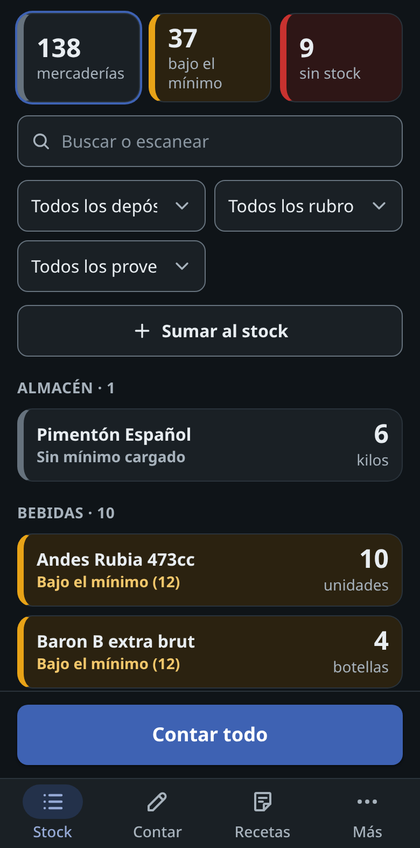 138
mercaderías
37
bajo el
mínimo
9
sin stock
Buscar o escanear
Todos los depós
Todos los rubro
Todos los prove
+ Sumar al stock
ALMACÉN · 1
Pimentón Español
6
Sin mínimo cargado
kilos
BEBIDAS · 10
Andes Rubia 473cc
10
Bajo el mínimo (12)
unidades
Baron B extra brut
4
Bajo el mínimo (12)
botellas
Contar todo
Stock
Contar
Recetas
Más